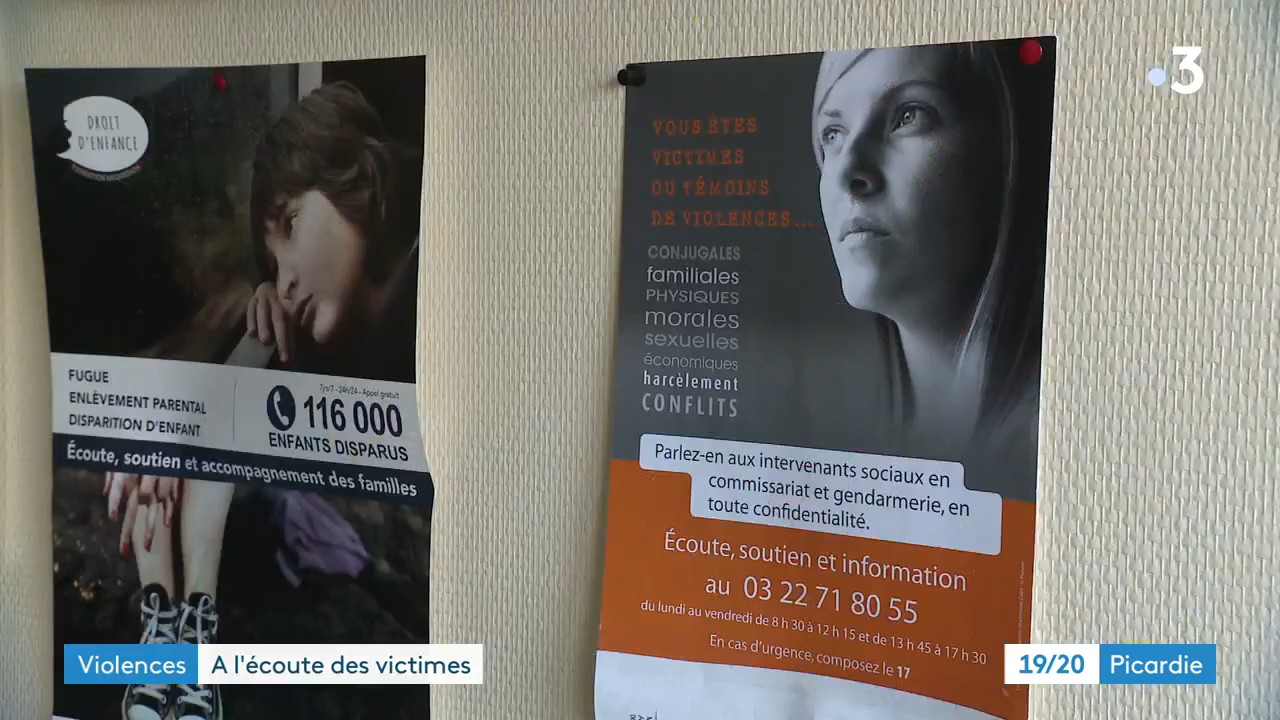 DROIT
D'ENFANCE
FUGUE
ENLÈVEMENT PARENTAL
DISPARITION D'ENFANT
7j/7 - 24h/24 - Appel gratuit
116 000
ENFANTS DISPARUS
Écoute, soutien et accompagnement des familles
VOUS ÊTES
VICTIMES
OU TÉMOINS
DE VIOLENCES...
CONJUGALES
familiales
PHYSIQUES
morales
sexuelles
économiques
harcèlement
CONFLITS
Parlez-en aux intervenants sociaux en
commissariat et gendarmerie, en
toute confidentialité.
Écoute, soutien et information
au 03 22 71 80 55
du lundi au vendredi de 8 h 30 à 12 h 15 et de 13 h 45 à 17 h 30
En cas d'urgence, composez le 17
3
Violences
A l'écoute des victimes
19/20
Picardie